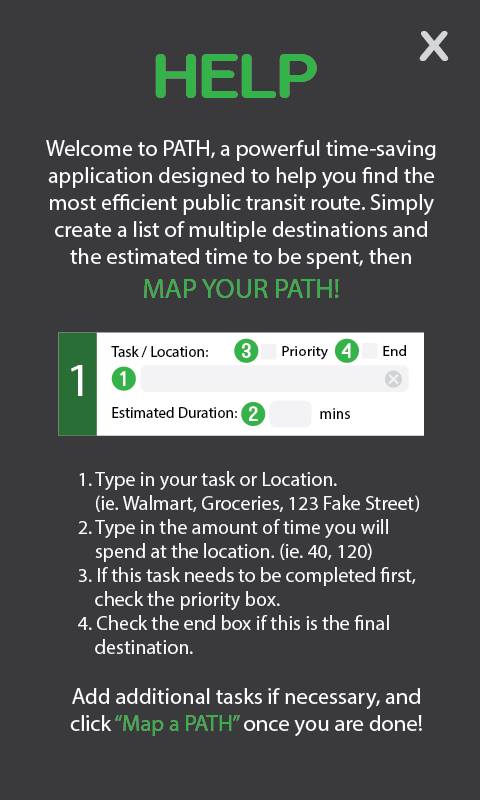 X
HELP
Welcome to PATH, a powerful time-saving
application designed to help you find the
most efficient public transit route. Simply
create a list of multiple destinations and
the estimated time to be spent, then
MAP YOUR PATH!
1 Task / Location: 3 Priority 4 End
1
Estimated Duration: 2 mins
1. Type in your task or Location.
(ie. Walmart, Groceries, 123 Fake Street)
2. Type in the amount of time you will
spend at the location. (ie. 40, 120)
3. If this task needs to be completed first,
check the priority box.
4. Check the end box if this is the final
destination.
Add additional tasks if necessary, and
click “Map a PATH” once you are done!